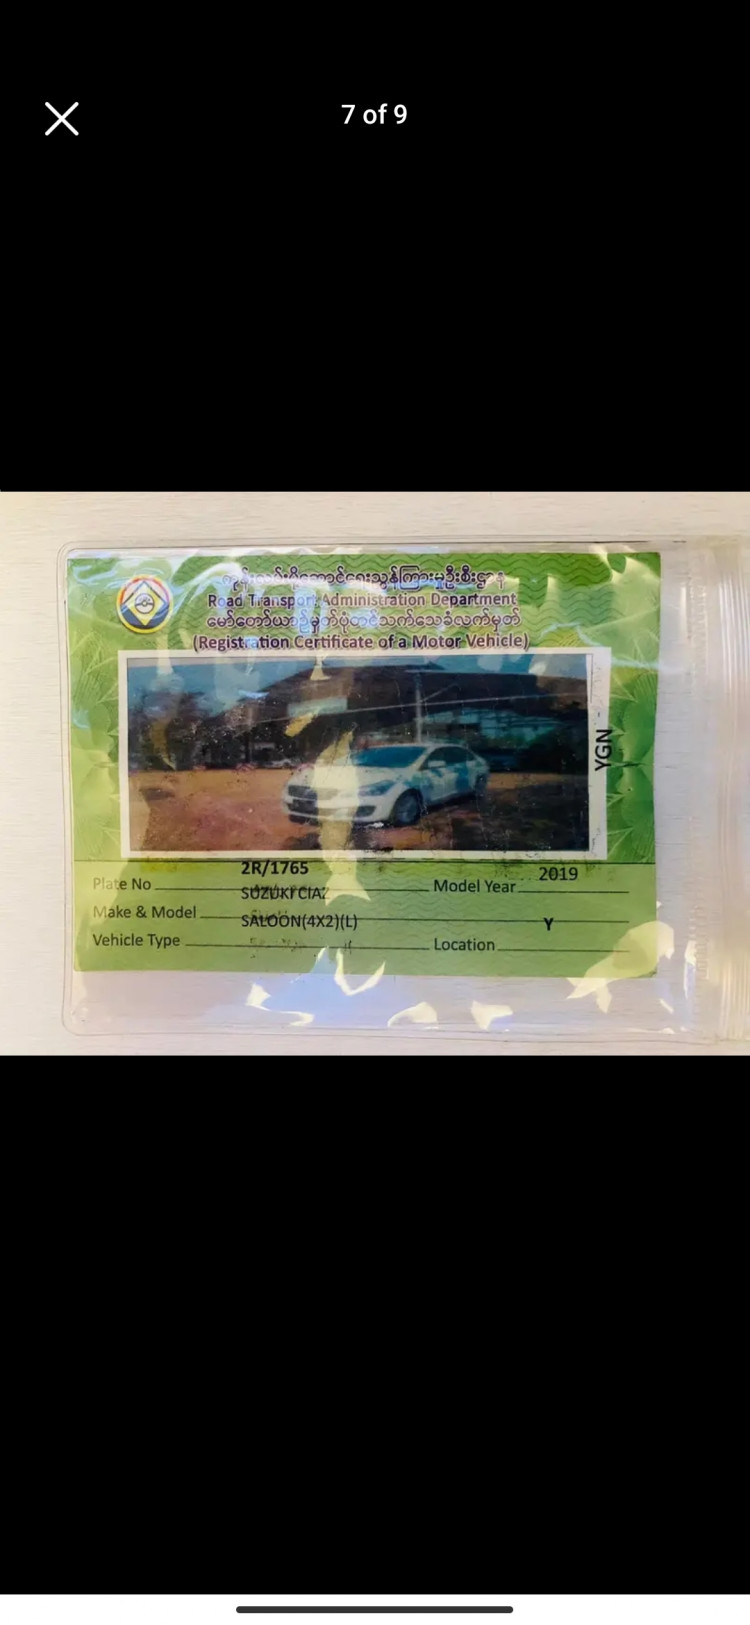 7 of 9
ကုန်းလမ်းပို့ဆောင်ရေးညွှန်ကြားမှုဦးစီးဌာန
Road Transport Administration Department
မော်တော်ယာဉ်မှတ်ပုံတင်သက်သေခံလက်မှတ်
(Registration Certificate of a Motor Vehicle)
YGN
Plate No 2R/1765
Model Year 2019
Make & Model SUZUKI CIAZ
Vehicle Type SALOON(4X2)(L)
Location Y